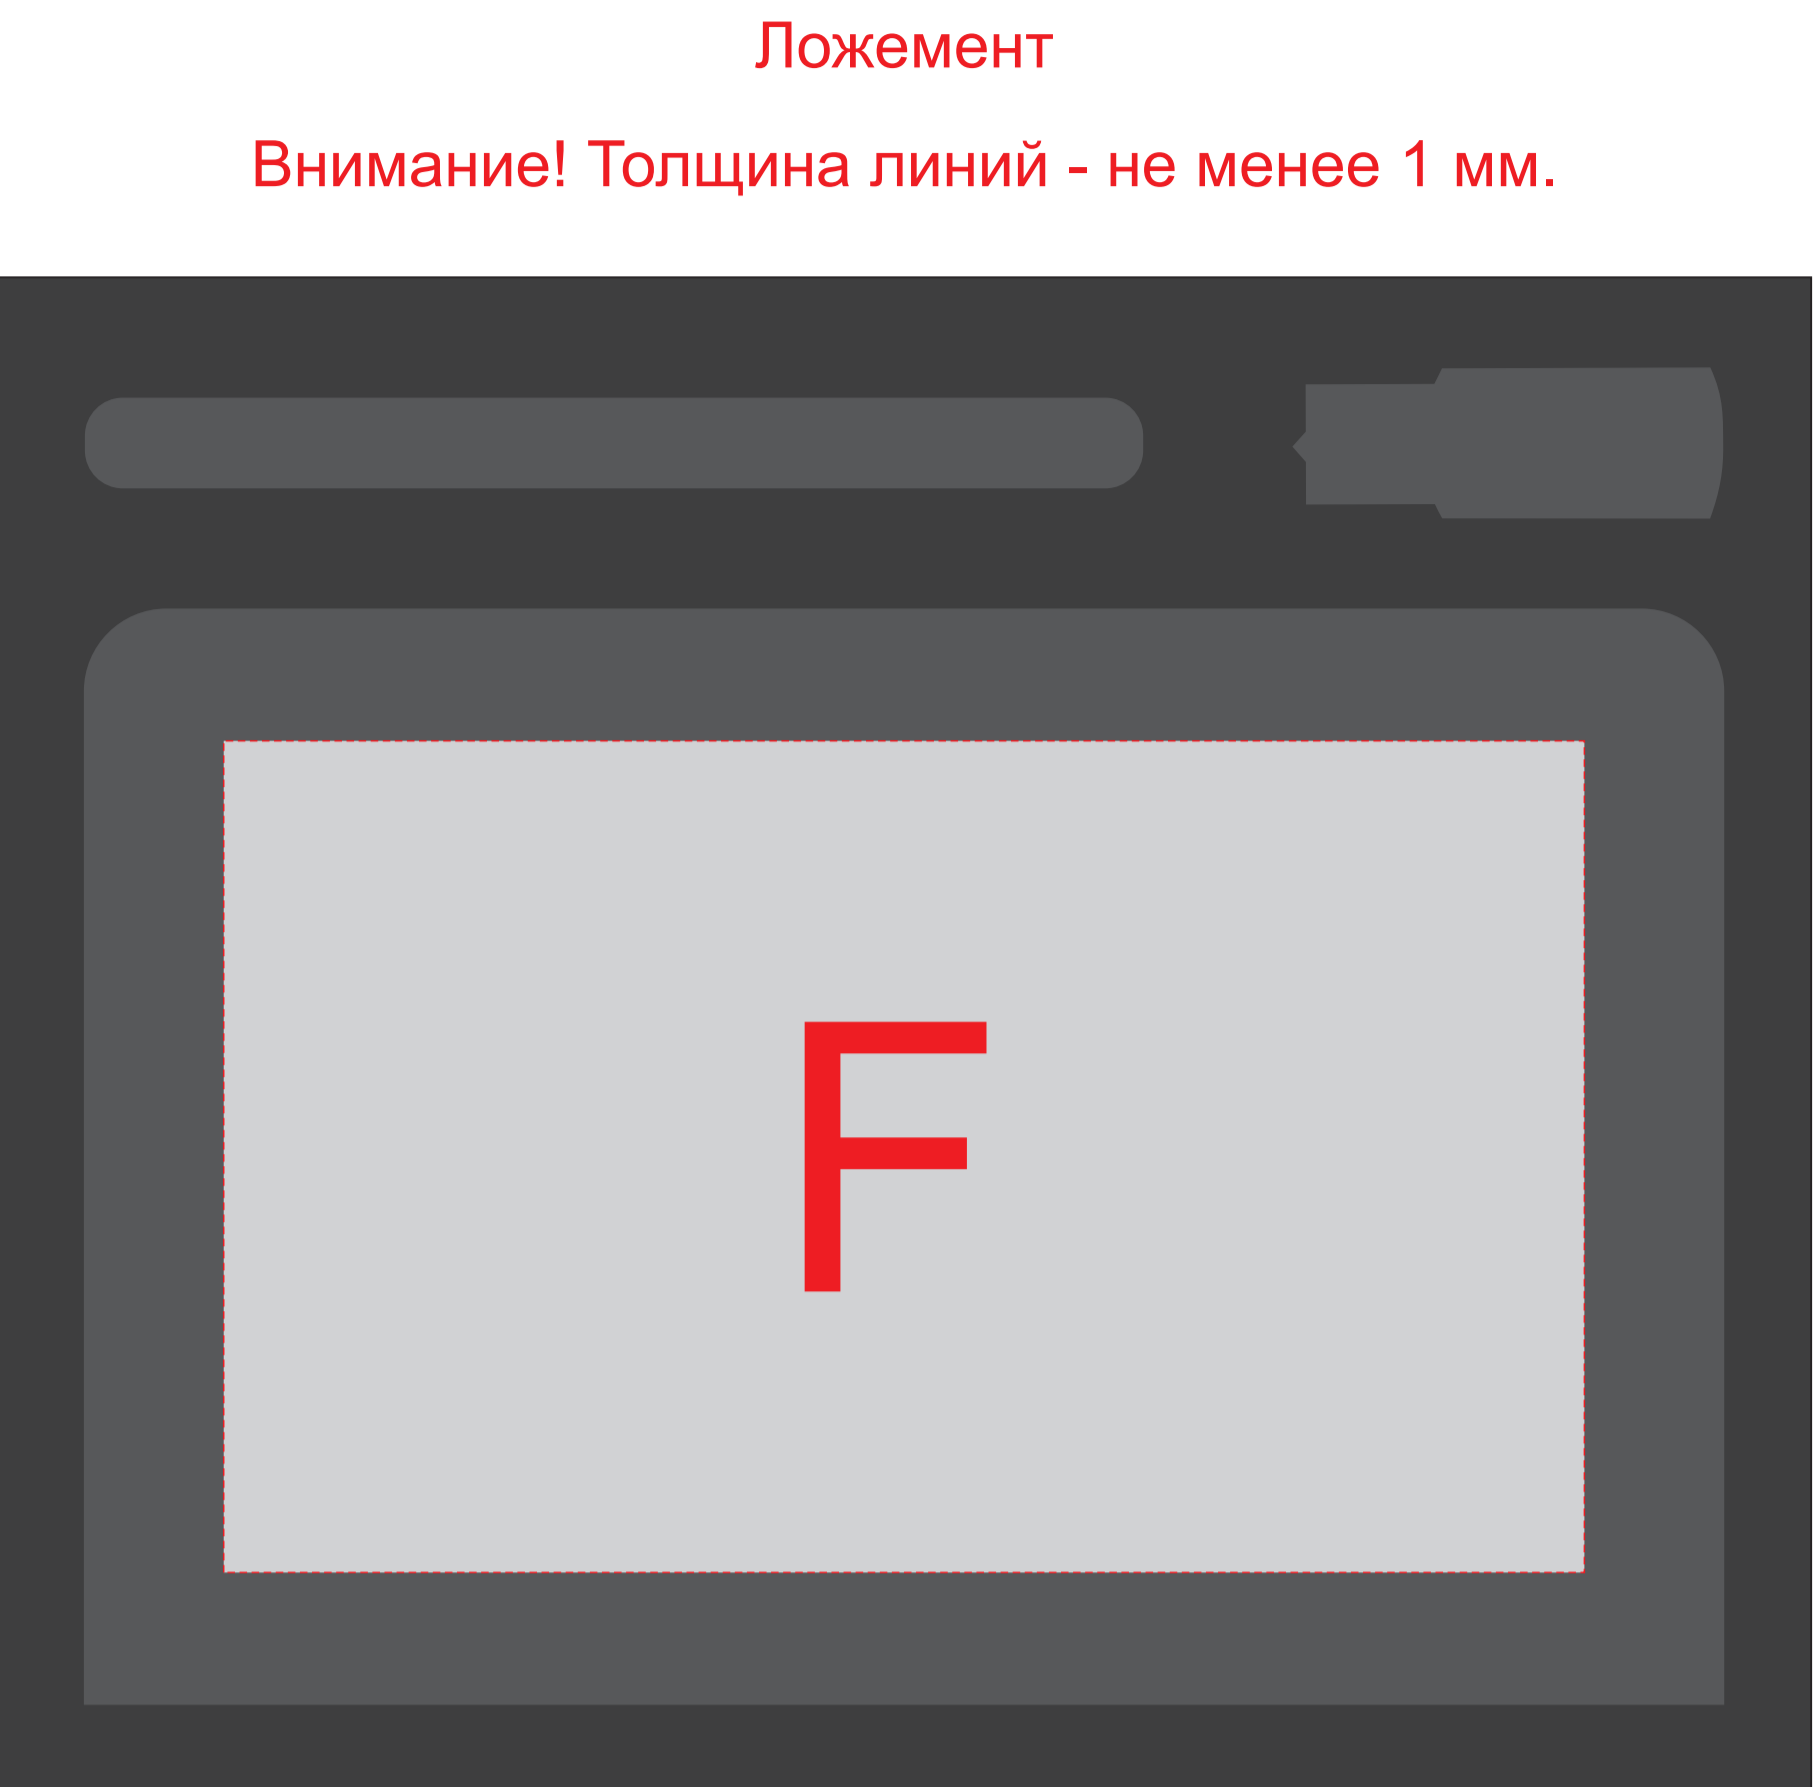 Ложемент
Внимание! Толщина линий - не менее 1 мм.
F